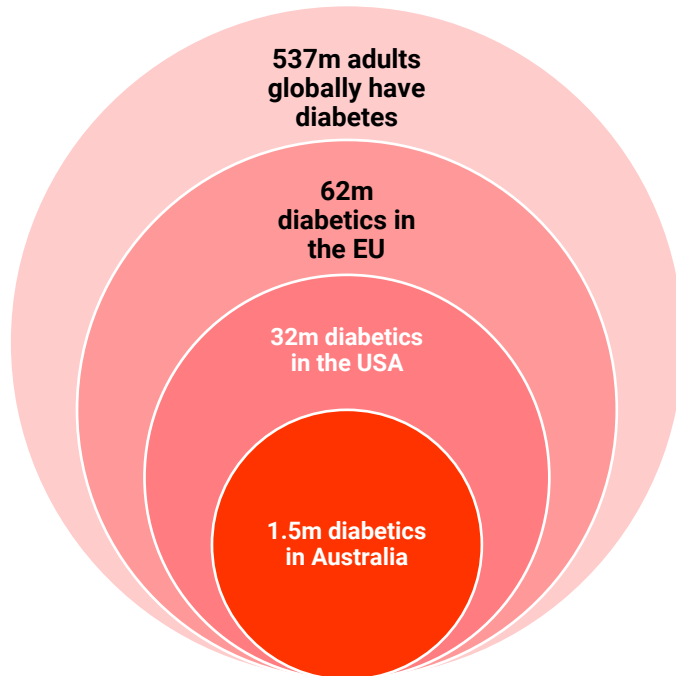 537m adults
globally have
diabetes
62m
diabetics in
the EU
32m diabetics
in the USA
1.5m diabetics
in Australia